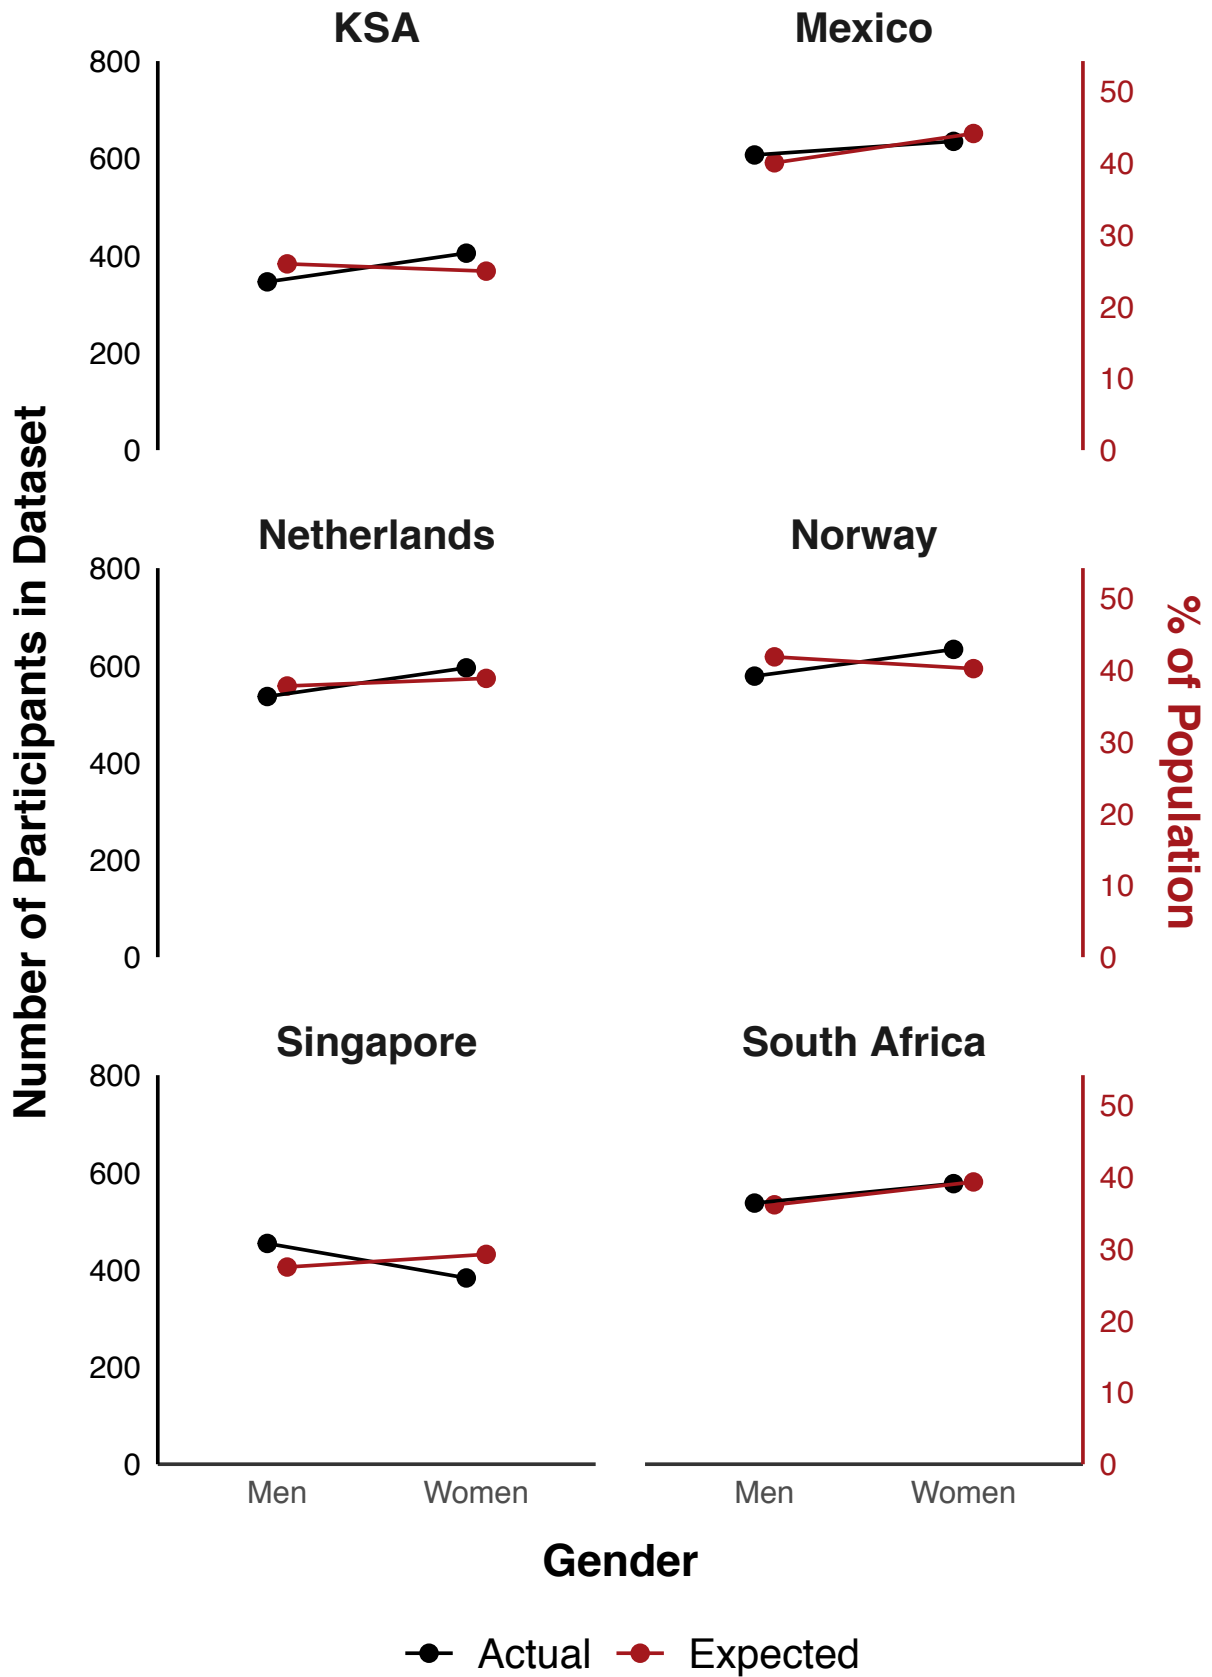 KSA
Mexico
800
600
400
200
0
50
40
30
20
10
0
Netherlands
Norway
800
600
400
200
0
50
40
30
20
10
0
Singapore
South Africa
800
600
400
200
0
50
40
30
20
10
0
Men
Women
Men
Women
Number of Participants in Dataset
% of Population
Gender
Actual
Expected